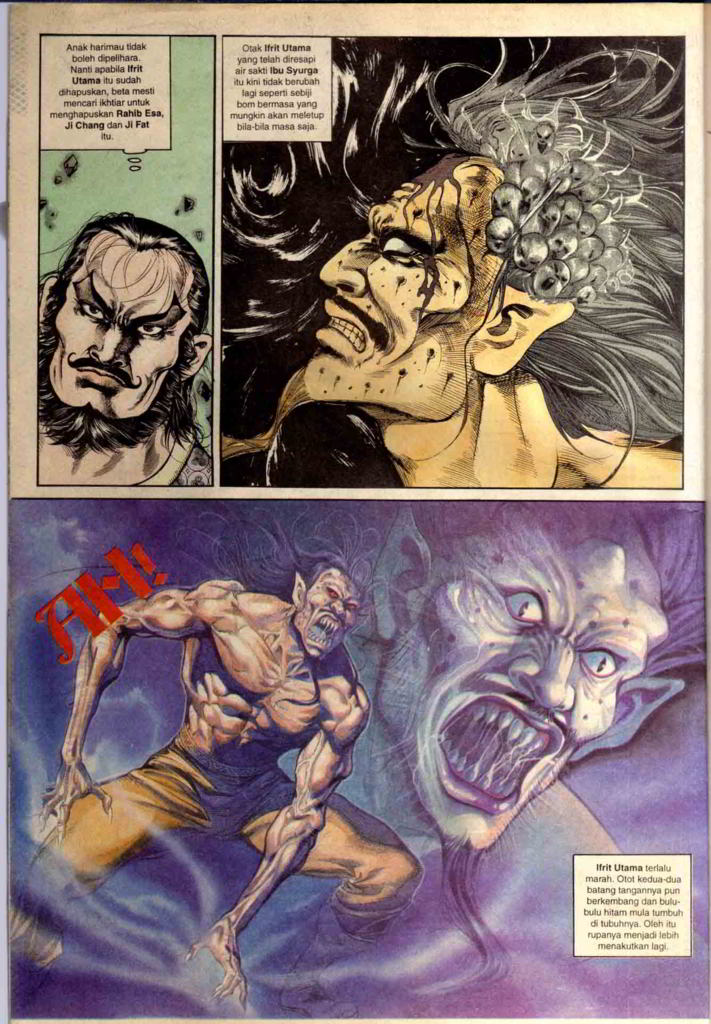 Anak harimau tidak
boleh dipelihara.
Nanti apabila Ifrit
Utama itu sudah
dihapuskan, beta mesti
mencari ikhtiar untuk
menghapuskan Rahib Esa,
Ji Chang dan Ji Fat
itu.
Otak Ifrit Utama
yang telah diresapi
air sakti Ibu Syurga
itu kini tidak berubah
lagi seperti sebiji
bom bermasa yang
mungkin akan meletup
bila-bila masa saja.
AH!
Ifrit Utama terlalu
marah. Otot kedua-dua
batang tangannya pun
berkembang dan bulu-
bulu hitam mula tumbuh
di tubuhnya. Oleh itu
rupanya menjadi lebih
menakutkan lagi.